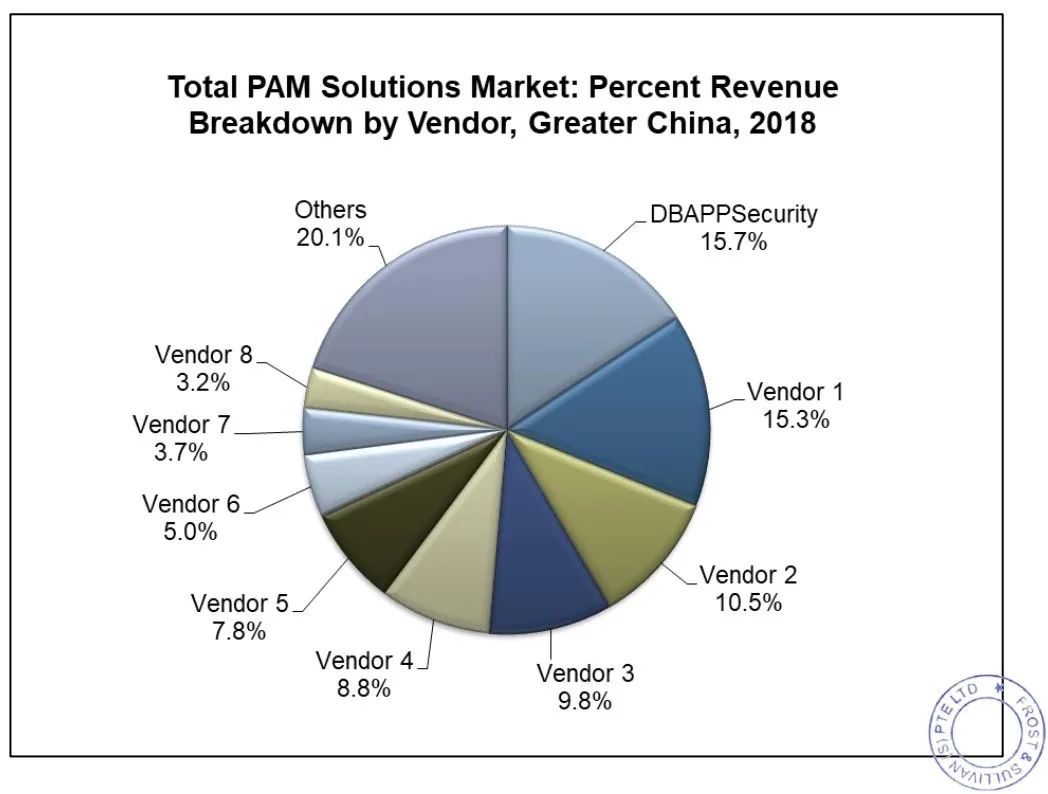 Total PAM Solutions Market: Percent Revenue
Breakdown by Vendor, Greater China, 2018
Others
20.1%
DBAPPSecurity
15.7%
Vendor 8
3.2%
Vendor 1
15.3%
Vendor 7
3.7%
Vendor 6
5.0%
Vendor 2
10.5%
Vendor 5
7.8%
Vendor 4
8.8%
Vendor 3
9.8%
FROST & SULLIVAN (S) PTE LTD